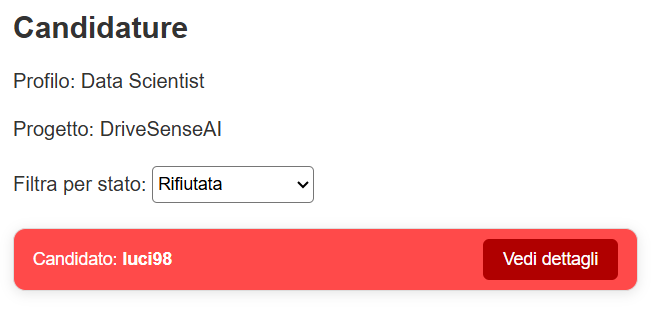 Candidature
Profilo: Data Scientist
Progetto: DriveSenseAI
Filtra per stato: Rifiutata
Candidato: luci98 Vedi dettagli